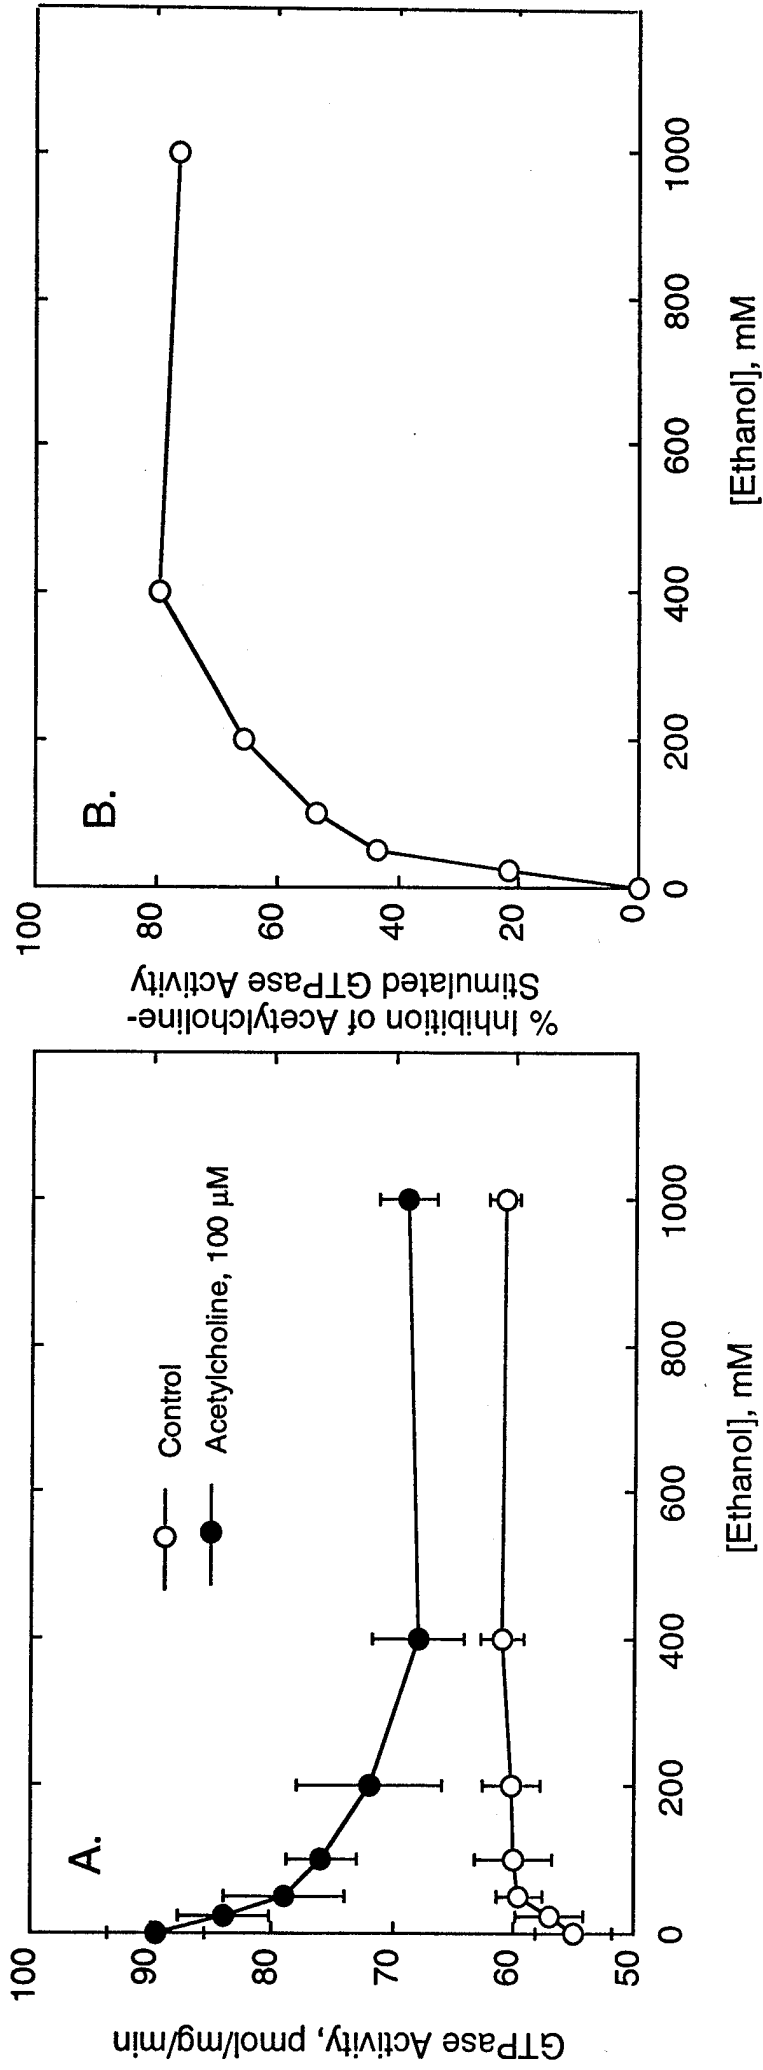 A.
GTPase Activity, pmol/mg/min
100
90
80
70
60
50
Control
Acetylcholine, 100 µM
0
200
400
600
800
1000
[Ethanol], mM
B.
% Inhibition of Acetylcholine-
Stimulated GTPase Activity
100
80
60
40
20
0
0
200
400
600
800
1000
[Ethanol], mM